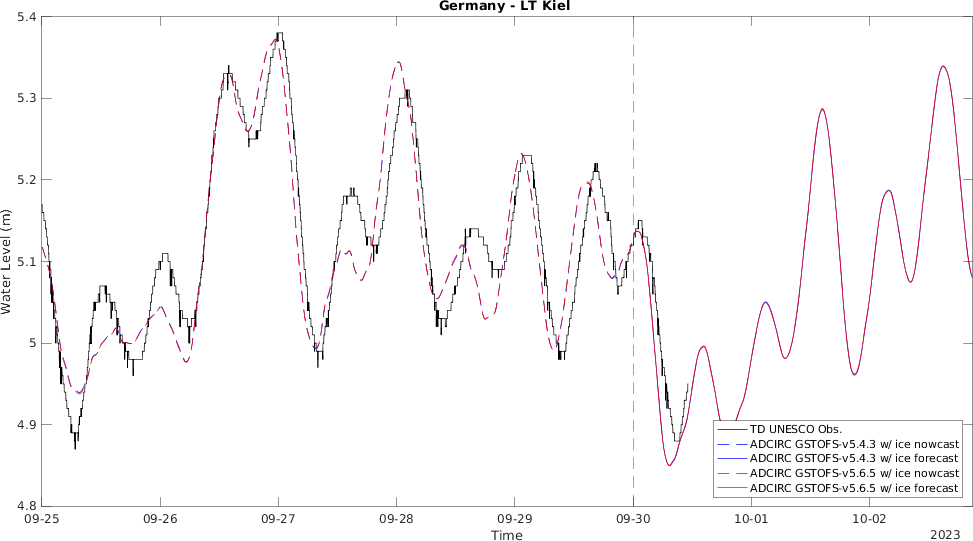 Germany - LT Kiel
5.4
5.3
5.2
5.1
5
4.9
4.8
Water Level (m)
09-25
09-26
09-27
09-28
09-29
09-30
10-01
10-02
Time
2023
TD UNESCO Obs.
ADCIRC GSTOFS-v5.4.3 w/ ice nowcast
ADCIRC GSTOFS-v5.4.3 w/ ice forecast
ADCIRC GSTOFS-v5.6.5 w/ ice nowcast
ADCIRC GSTOFS-v5.6.5 w/ ice forecast